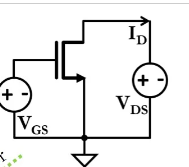 I_D
+ -
+ -
V_DS
V_GS
x